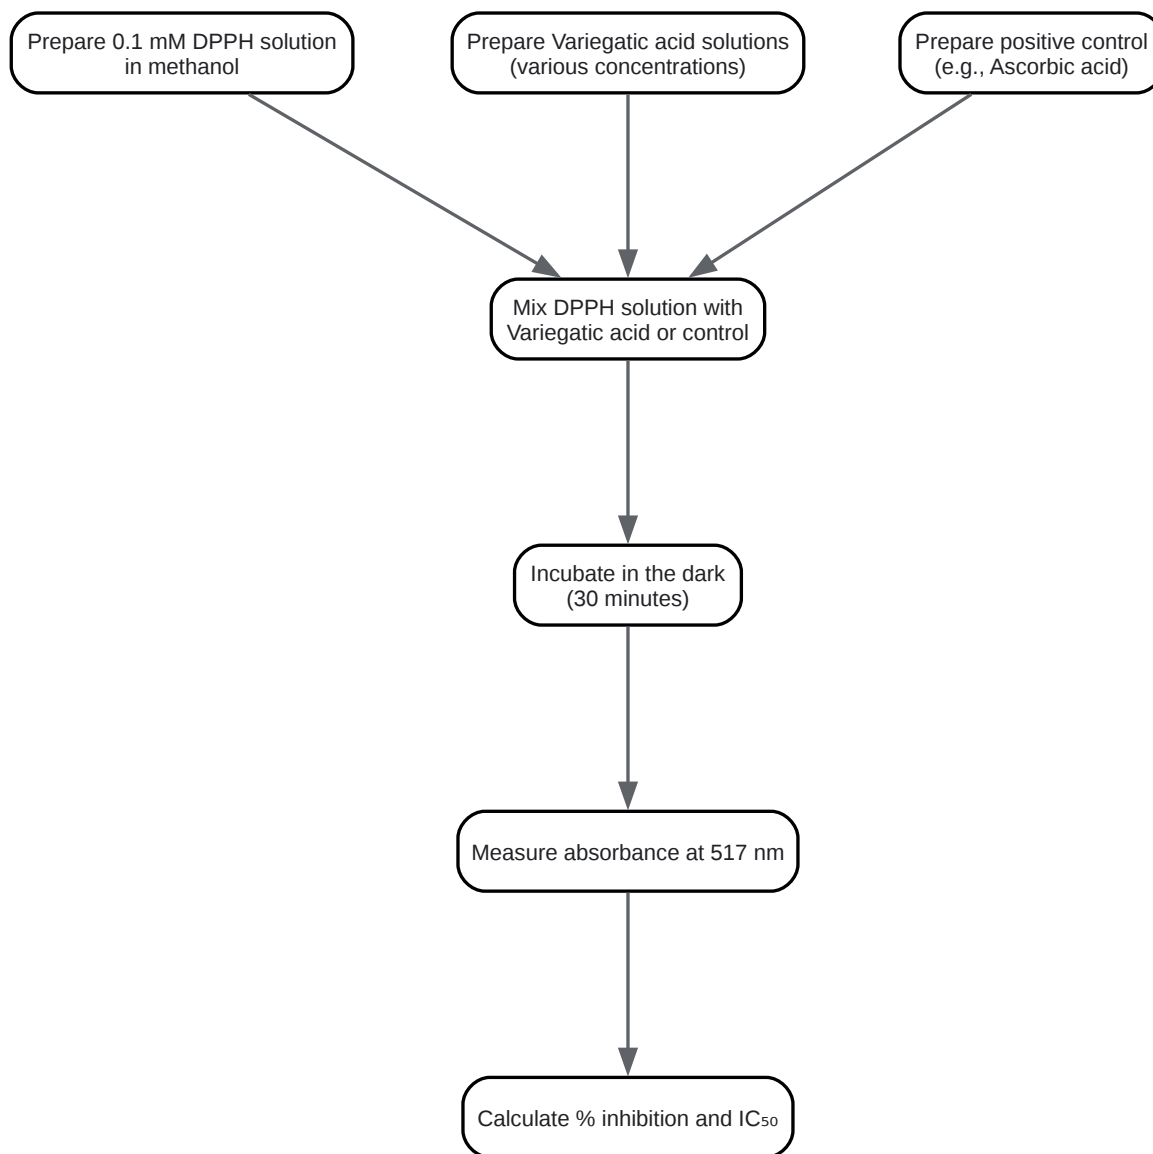 Prepare 0.1 mM DPPH solution
in methanol
Prepare Variegatic acid solutions
(various concentrations)
Prepare positive control
(e.g., Ascorbic acid)
Mix DPPH solution with
Variegatic acid or control
Incubate in the dark
(30 minutes)
Measure absorbance at 517 nm
Calculate % inhibition and IC₅₀